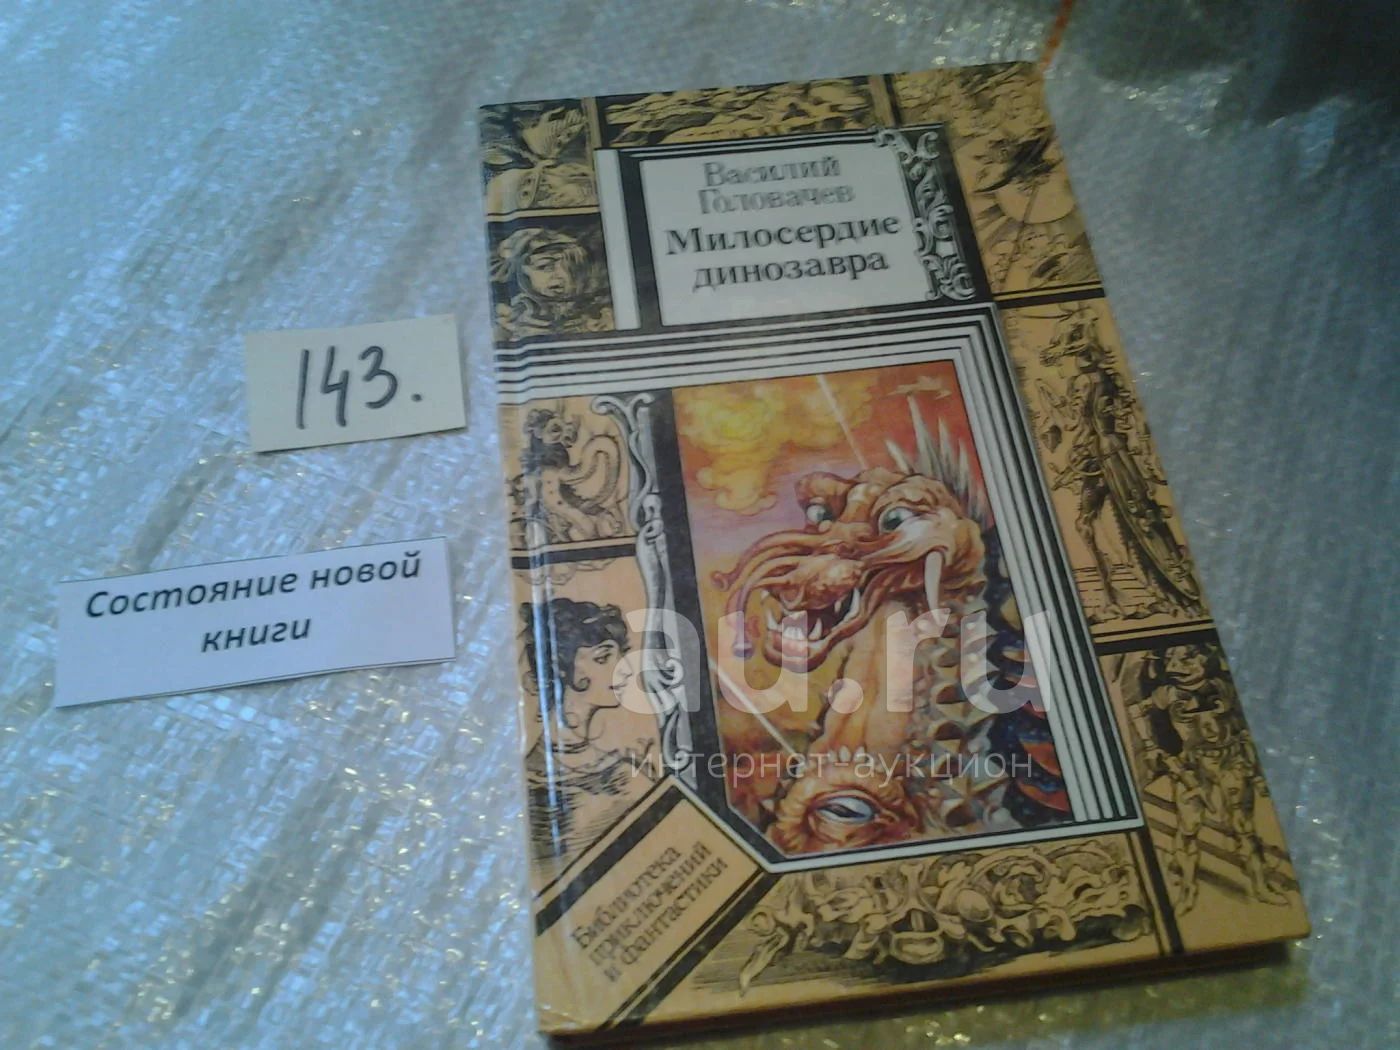 Василий
Головачев
Милосердие
динозавра
143.
Состояние новой
книги
au.ru
интернет-аукцион
Библиотека
приключений
и фантастики